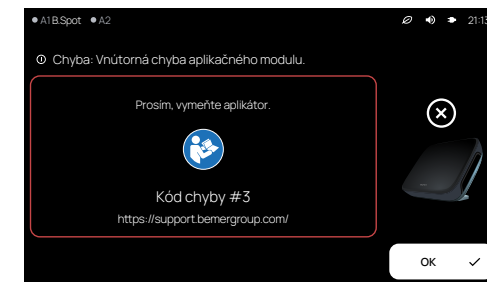 A1 B.Spot A2 21:13
Chyba: Vnútorná chyba aplikačného modulu.
Prosím, vymeňte aplikátor.
Kód chyby #3
https://support.bemergroup.com/
OK